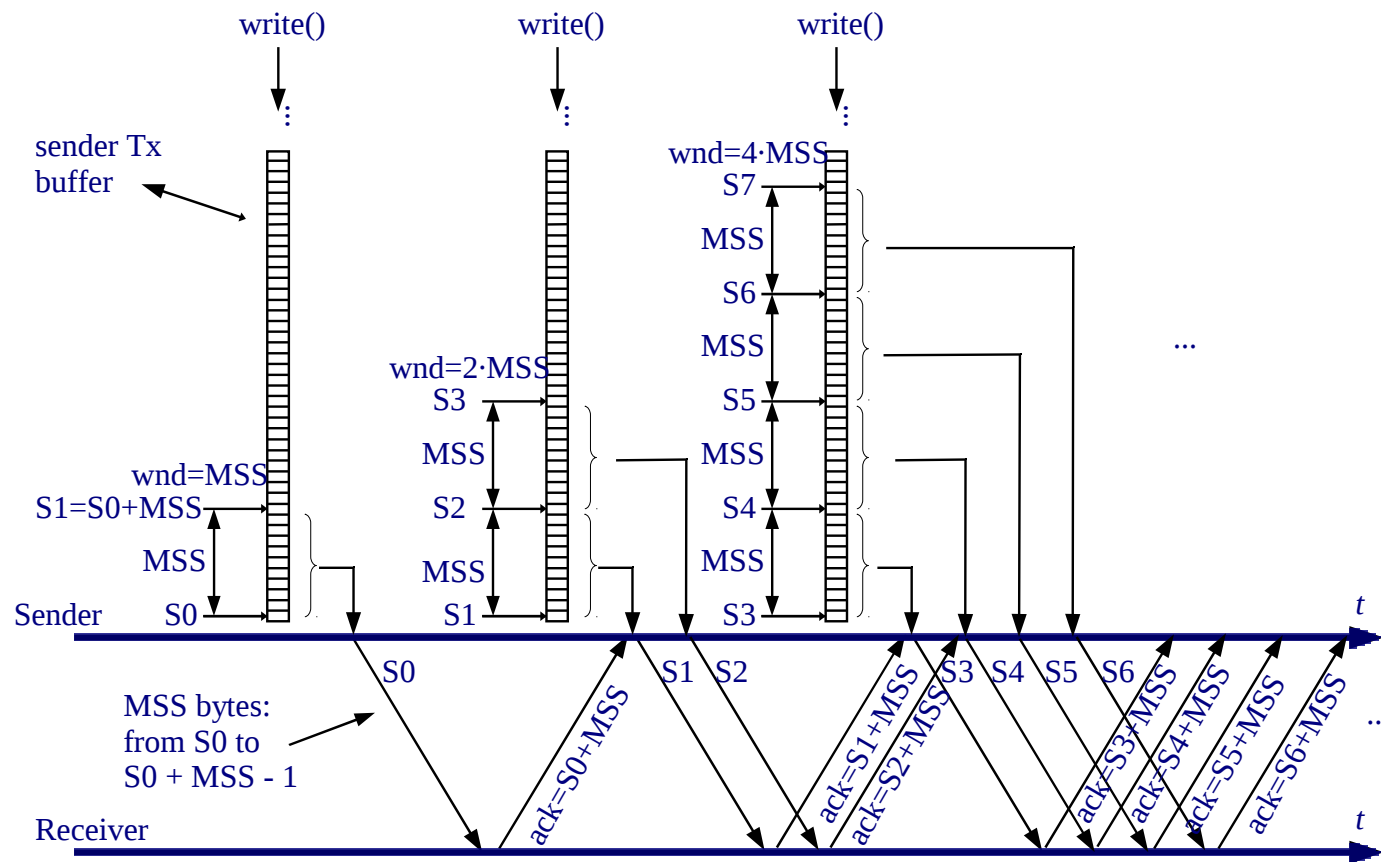 write()
write()
write()
...
...
...
sender Tx
buffer
wnd=MSS
S1=S0+MSS
MSS
S0
wnd=2·MSS
S3
MSS
S2
MSS
S1
wnd=4·MSS
S7
MSS
S6
MSS
S5
MSS
S4
MSS
S3
...
Sender
t
S0
S1
S2
S3
S4
S5
S6
MSS bytes:
from S0 to
S0 + MSS - 1
ack=S0+MSS
ack=S1+MSS
ack=S2+MSS
ack=S3+MSS
ack=S4+MSS
ack=S5+MSS
ack=S6+MSS
..
Receiver
t